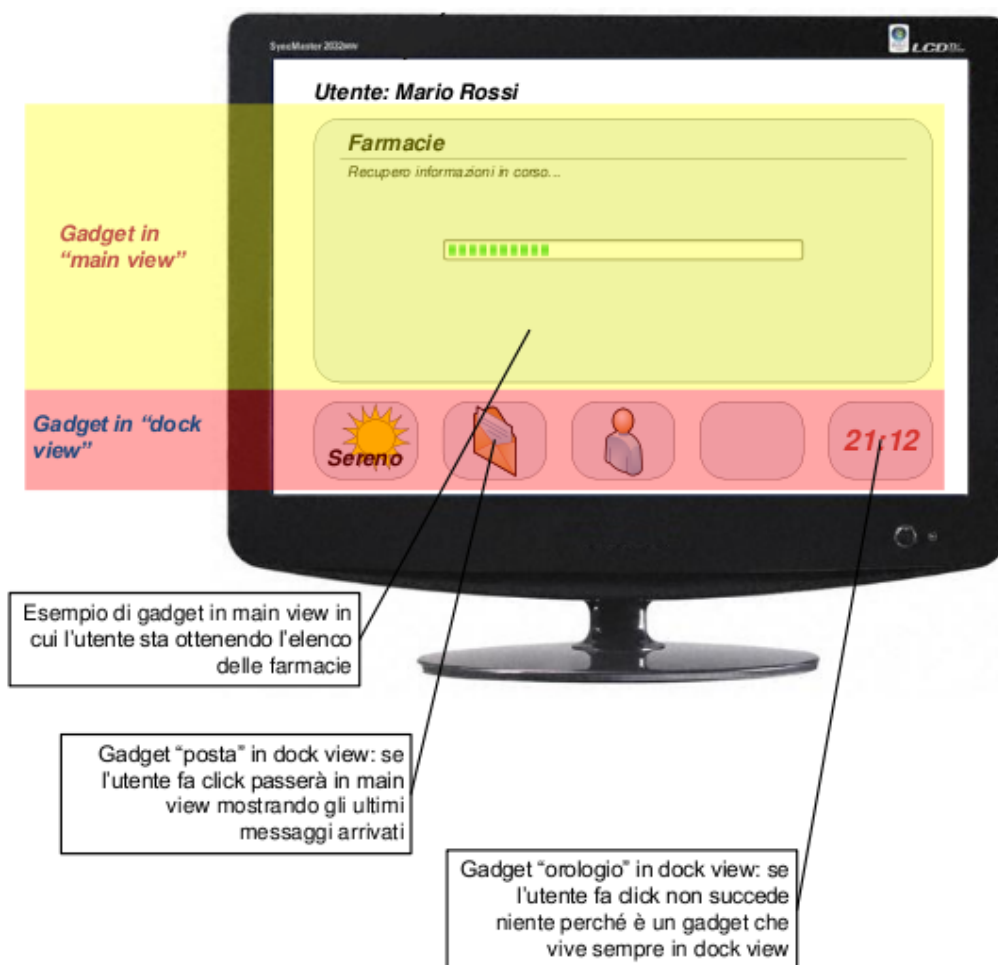 SyncMaster 2032MW
LCD
Utente: Mario Rossi
Farmacie
Recupero informazioni in corso...
Gadget in
“main view”
Gadget in “dock
view”
Sereno
21:12
Esempio di gadget in main view in
cui l’utente sta ottenendo l’elenco
delle farmacie
Gadget “posta” in dock view: se
l’utente fa click passerà in main
view mostrando gli ultimi
messaggi arrivati
Gadget “orologio” in dock view: se
l’utente fa click non succede
niente perché è un gadget che
vive sempre in dock view